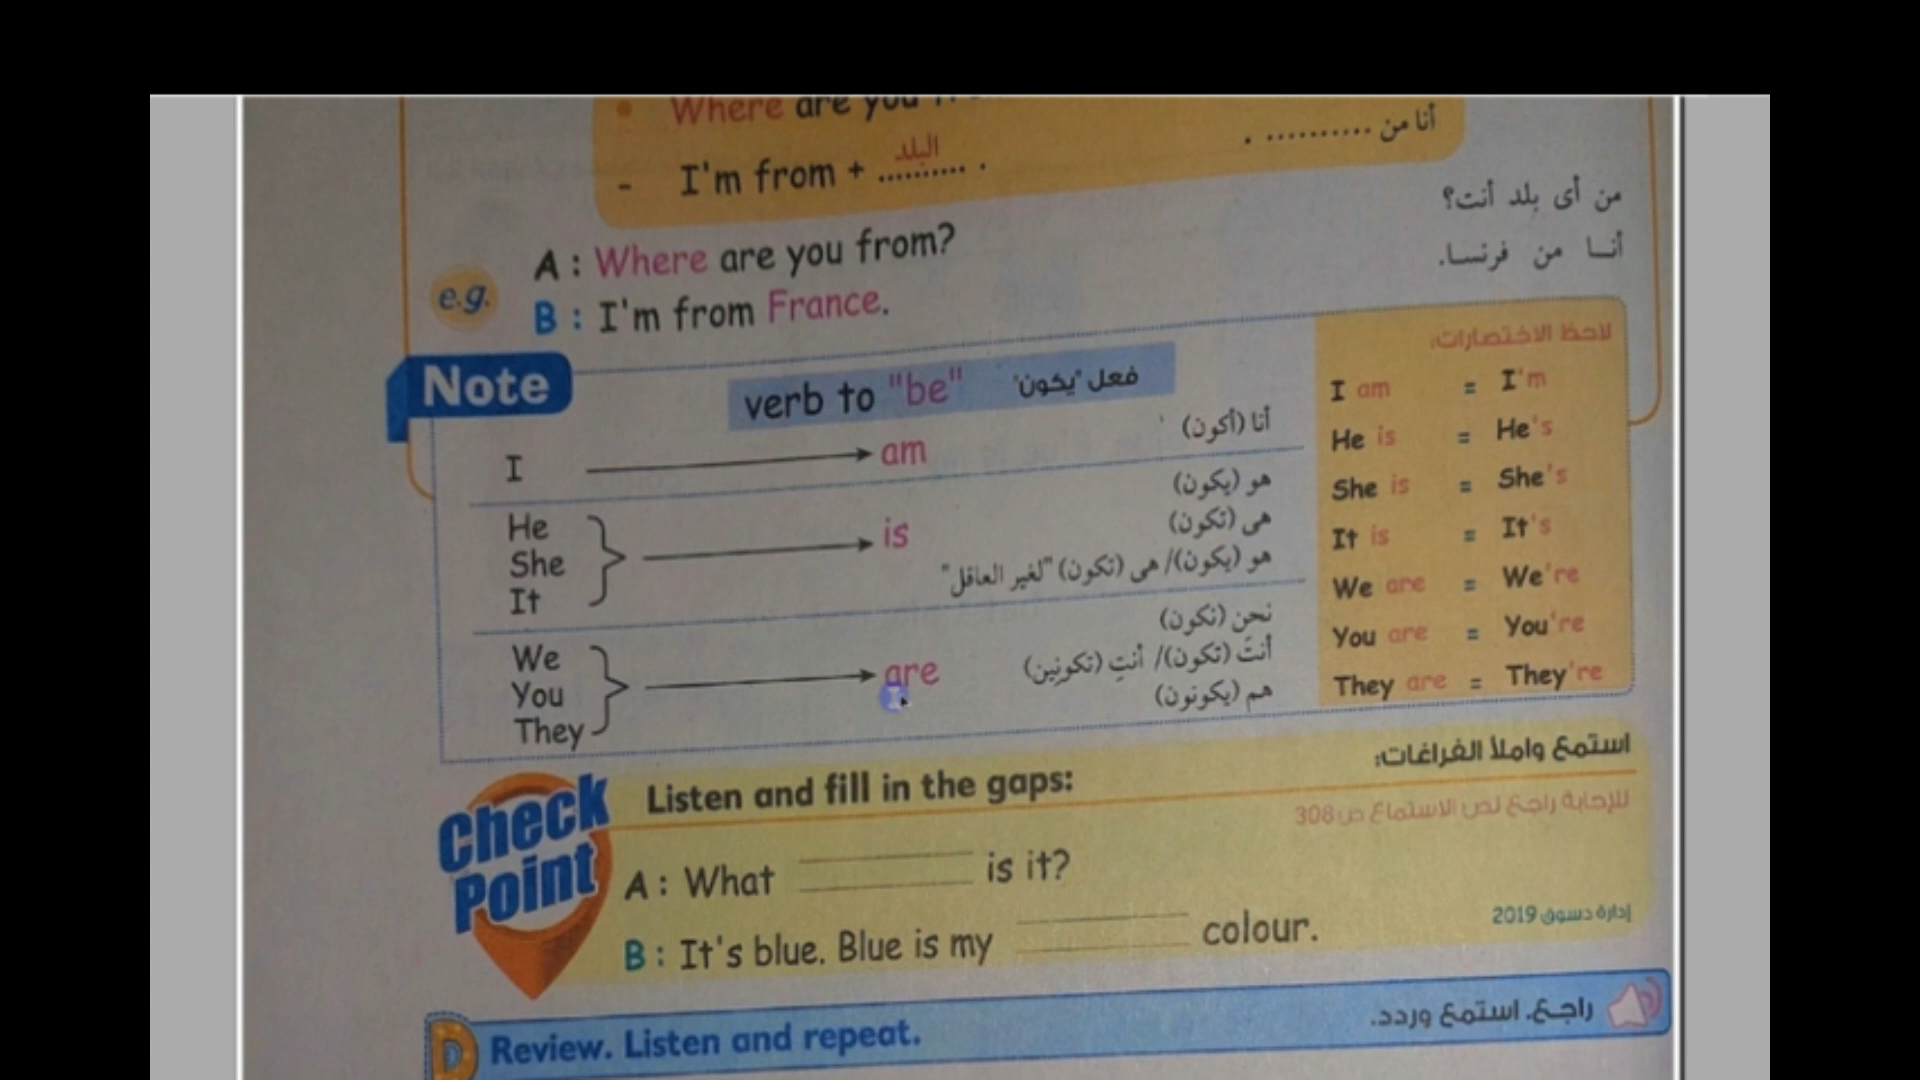 Where are you
أنا من .......... .
البلد
- I'm from + .......... .
من أى بلد أنت؟
e.g. A : Where are you from?
أنا من فرنسا.
B : I'm from France.
Note
verb to "be" فعل "يكون"
I am أنا (أكون)
He هو (يكون)
She is هى (تكون)
It هو (يكون)/ هى (تكون) "لغير العاقل"
We نحن (نكون)
You are أنتَ (تكون)/ أنتِ (تكونين)
They هم (يكونون)
لاحظ الاختصارات:
I am = I'm
He is = He's
She is = She's
It is = It's
We are = We're
You are = You're
They are = They're
Check Point
Listen and fill in the gaps: استمع واملأ الفراغات:
للإجابة راجع نص الاستماع ص 308
A : What is it?
B : It's blue. Blue is my colour.
إدارة دسوق 2019
D Review. Listen and repeat. راجع. استمع وردد.